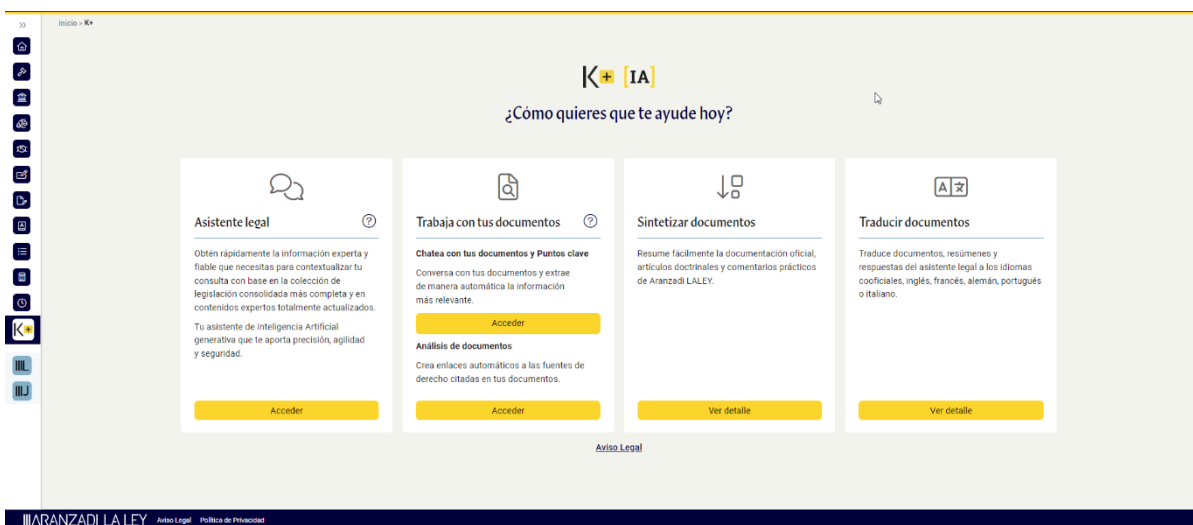 Inicio > K+
K+ [IA]
¿Cómo quieres que te ayude hoy?
Asistente legal
?
Obtén rápidamente la información experta y
fiable que necesitas para contextualizar tu
consulta con base en la colección de
legislación consolidada más completa y en
contenidos expertos totalmente actualizados.
Tu asistente de Inteligencia Artificial
generativa que te aporta precisión, agilidad
y seguridad.
Acceder
Trabaja con tus documentos
?
Chatea con tus documentos y Puntos clave
Conversa con tus documentos y extrae
de manera automática la información
más relevante.
Acceder
Análisis de documentos
Crea enlaces automáticos a las fuentes de
derecho citadas en tus documentos.
Acceder
Sintetizar documentos
Resume fácilmente la documentación oficial,
artículos doctrinales y comentarios prácticos
de Aranzadi LALEY.
Ver detalle
A文
Traducir documentos
Traduce documentos, resúmenes y
respuestas del asistente legal a los idiomas
cooficiales, inglés, francés, alemán, portugués
o italiano.
Ver detalle
K+
Aviso Legal
ARANZADI LA LEY Aviso Legal Política de Privacidad